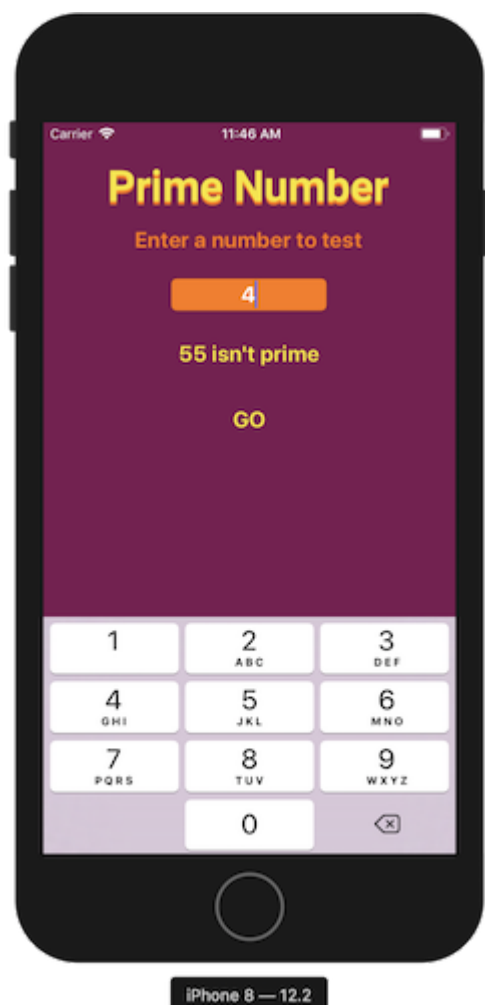 Carrier 11:46 AM
Prime Number
Enter a number to test
4
55 isn't prime
GO
1 2 3
ABC DEF
4 5 6
GHI JKL MNO
7 8 9
PQRS TUV WXYZ
0
iPhone 8 — 12.2